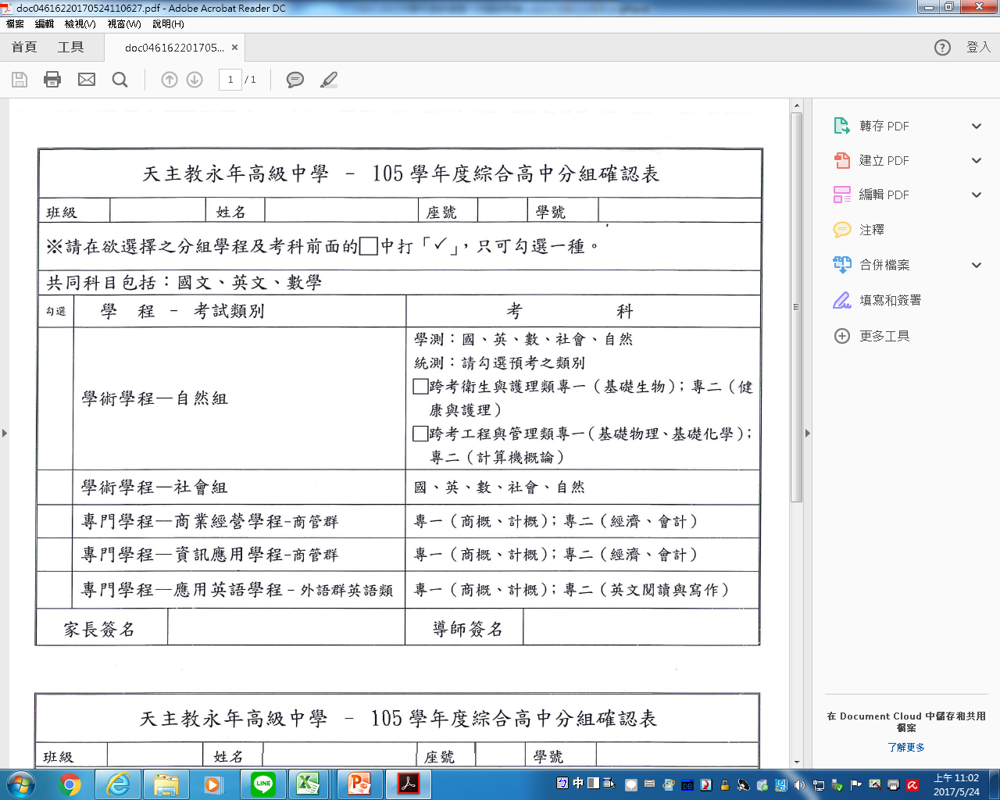 doc04616220170524110627.pdf - Adobe Acrobat Reader DC
檔案 編輯 檢視(V) 視窗(W) 說明(H)
首頁 工具 doc046162201705... × 登入
1 / 1
轉存 PDF
建立 PDF
編輯 PDF
注釋
合併檔案
填寫和簽署
更多工具
在 Document Cloud 中儲存和共用
檔案
了解更多
天主教永年高級中學 － 105 學年度綜合高中分組確認表
班級 姓名 座號 學號
※請在欲選擇之分組學程及考科前面的□中打「✓」，只可勾選一種。
共同科目包括：國文、英文、數學
勾選 學 程 － 考試類別 考 科
學術學程—自然組
學測：國、英、數、社會、自然
統測：請勾選預考之類別
□跨考衛生與護理類專一（基礎生物）；專二（健
康與護理）
□跨考工程與管理類專一（基礎物理、基礎化學）；
專二（計算機概論）
學術學程—社會組 國、英、數、社會、自然
專門學程—商業經營學程-商管群 專一（商概、計概）；專二（經濟、會計）
專門學程—資訊應用學程-商管群 專一（商概、計概）；專二（經濟、會計）
專門學程—應用英語學程－外語群英語類 專一（商概、計概）；專二（英文閱讀與寫作）
家長簽名 導師簽名
天主教永年高級中學 － 105 學年度綜合高中分組確認表
班級 姓名 座號 學號
LINE
中
上午 11:02
2017/5/24